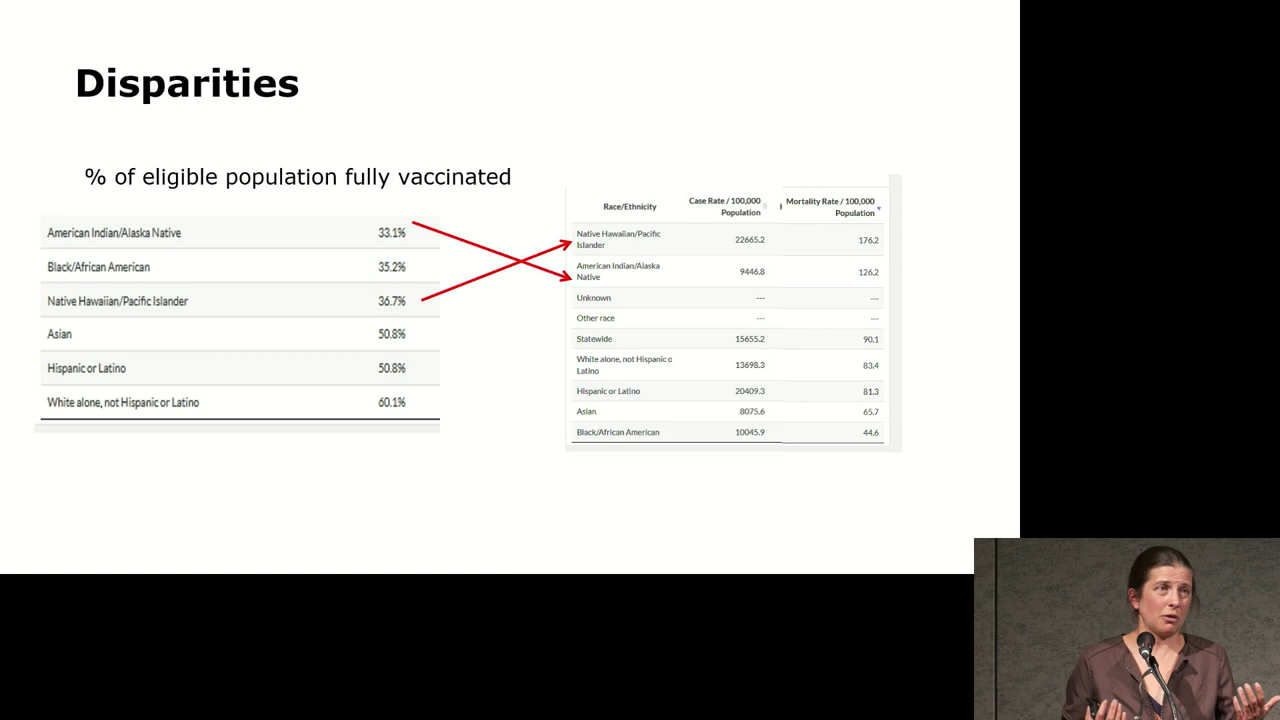 Disparities
% of eligible population fully vaccinated
American Indian/Alaska Native 33.1%
Black/African American 35.2%
Native Hawaiian/Pacific Islander 36.7%
Asian 50.8%
Hispanic or Latino 50.8%
White alone, not Hispanic or Latino 60.1%
Race/Ethnicity Case Rate / 100,000 Population Mortality Rate / 100,000 Population
Native Hawaiian/Pacific Islander 22665.2 176.2
American Indian/Alaska Native 9446.8 126.2
Unknown --- ---
Other race --- ---
Statewide 15655.2 90.1
White alone, not Hispanic o Latino 13698.3 83.4
Hispanic or Latino 20409.3 81.3
Asian 8075.6 65.7
Black/African American 10045.9 44.6